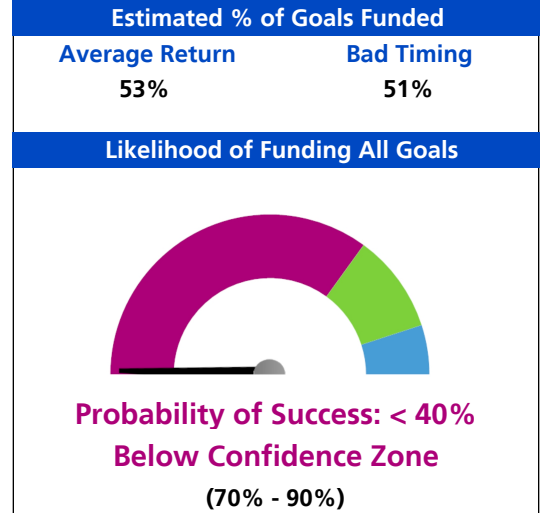 Estimated % of Goals Funded
Average Return Bad Timing
53% 51%
Likelihood of Funding All Goals
Probability of Success: < 40%
Below Confidence Zone
(70% - 90%)